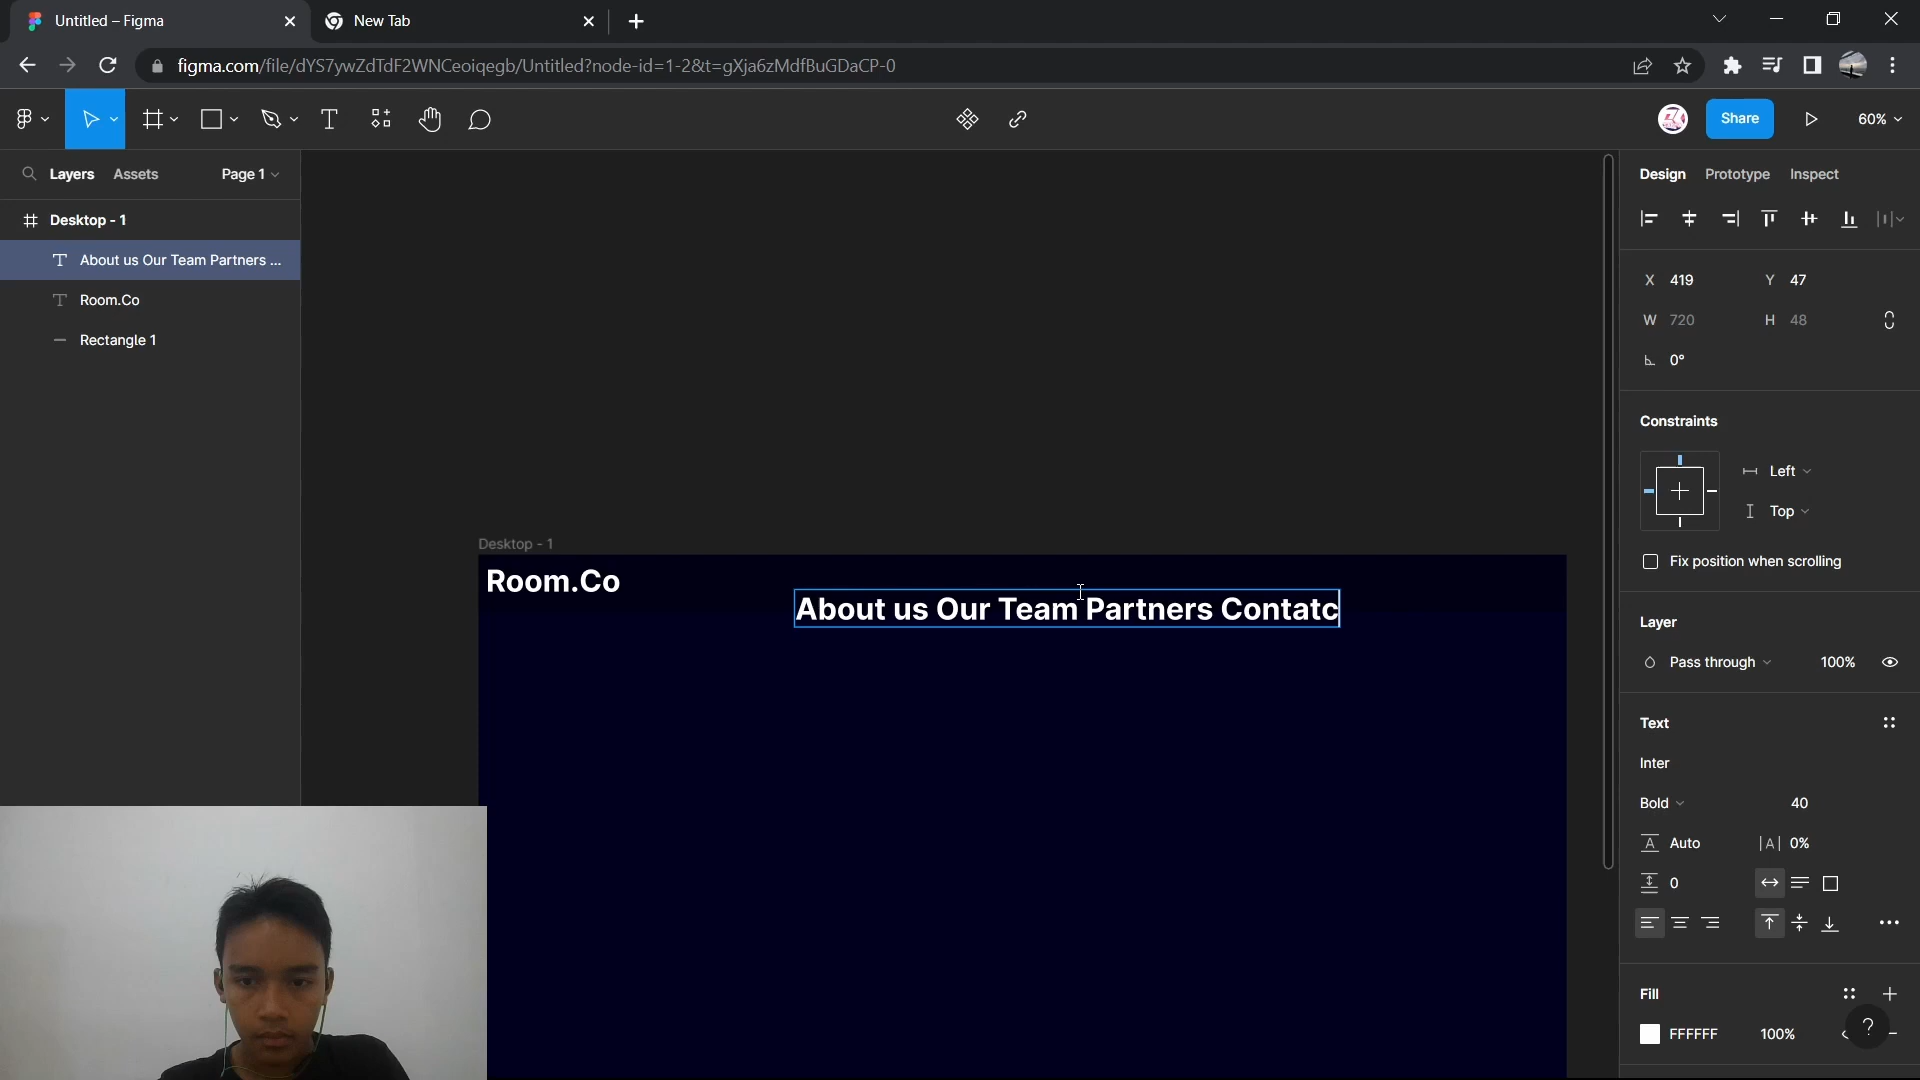 Untitled – Figma
New Tab
figma.com/file/dYS7ywZdTdF2WNCeoiqegb/Untitled?node-id=1-2&t=gXja6zMdfBuGDaCP-0
Share
60%
Layers
Assets
Page 1
Design
Prototype
Inspect
Desktop - 1
About us Our Team Partners ...
Room.Co
Rectangle 1
X 419
Y 47
W 720
H 48
0°
Constraints
Left
Top
Fix position when scrolling
Desktop - 1
Room.Co
About us Our Team Partners Contatc
Layer
Pass through
100%
Text
Inter
Bold
40
A Auto
|A| 0%
0
Fill
FFFFFF
100%
?